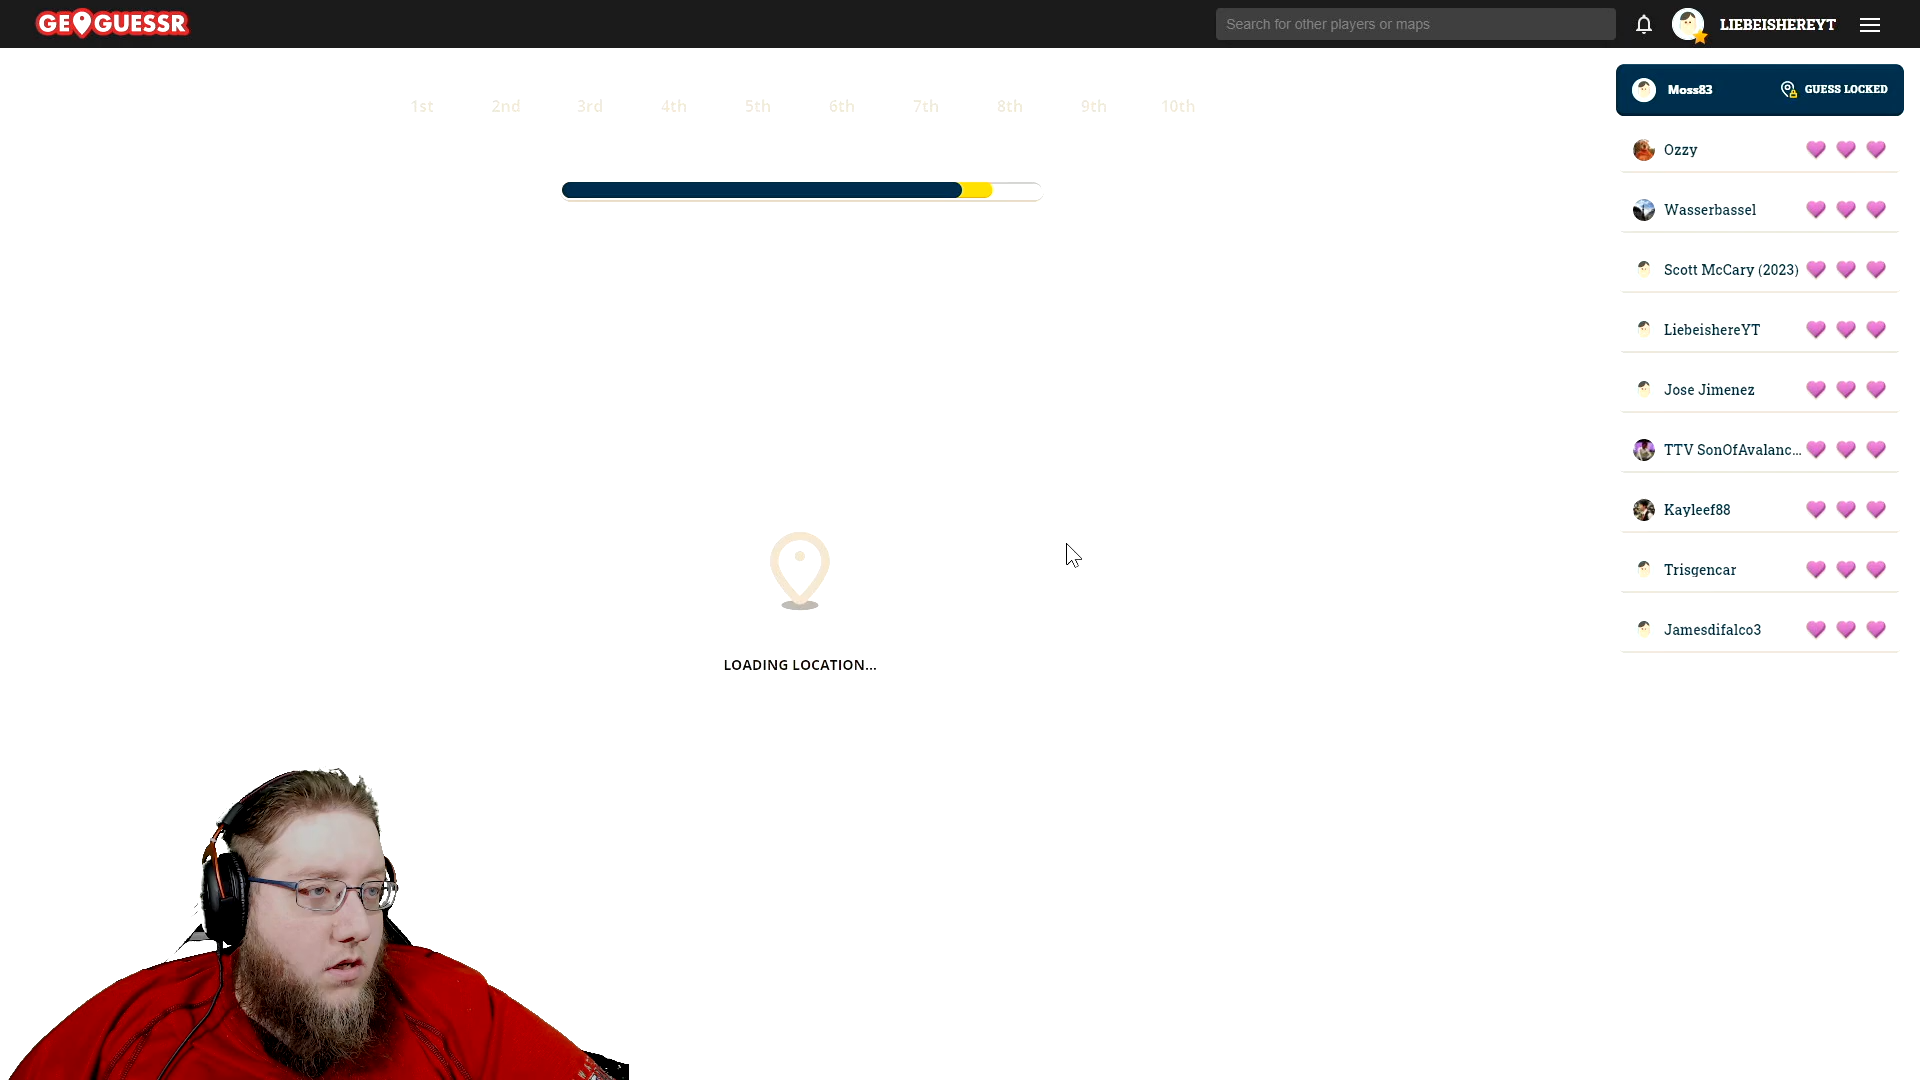 GEOGUESSR
Search for other players or maps
LIEBEISHEREYT
1st 2nd 3rd 4th 5th 6th 7th 8th 9th 10th
Moss83 GUESS LOCKED
Ozzy
Wasserbassel
Scott McCary (2023)
LiebeishereYT
Jose Jimenez
TTV SonOfAvalanc...
Kayleef88
Trisgencar
Jamesdifalco3
LOADING LOCATION...